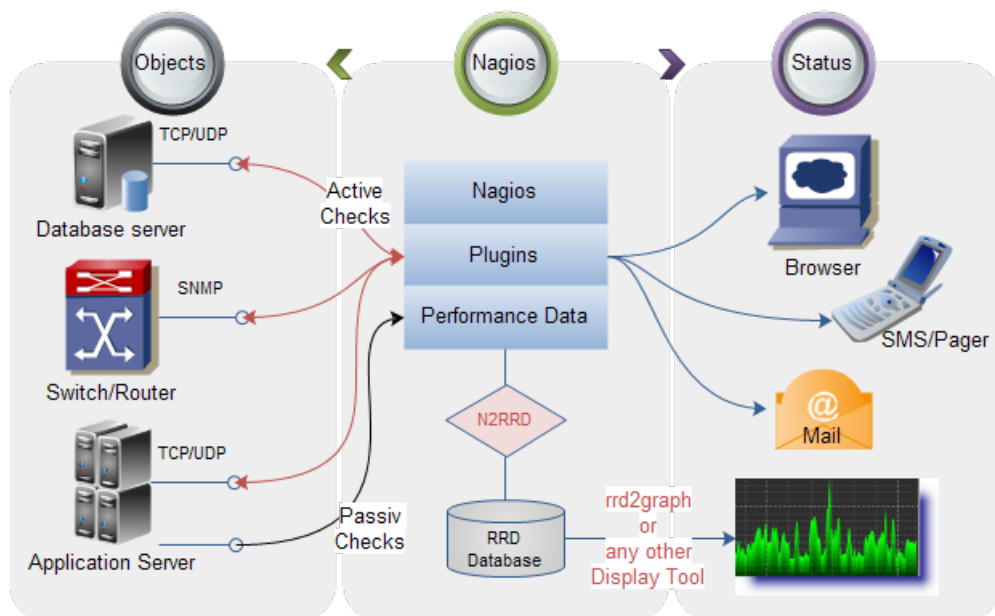 Objects
Nagios
Status
TCP/UDP
Database server
SNMP
Switch/Router
TCP/UDP
Application Server
Active
Checks
Passiv
Checks
Nagios
Plugins
Performance Data
N2RRD
RRD
Database
rrd2graph
or
any other
Display Tool
Browser
SMS/Pager
@
Mail